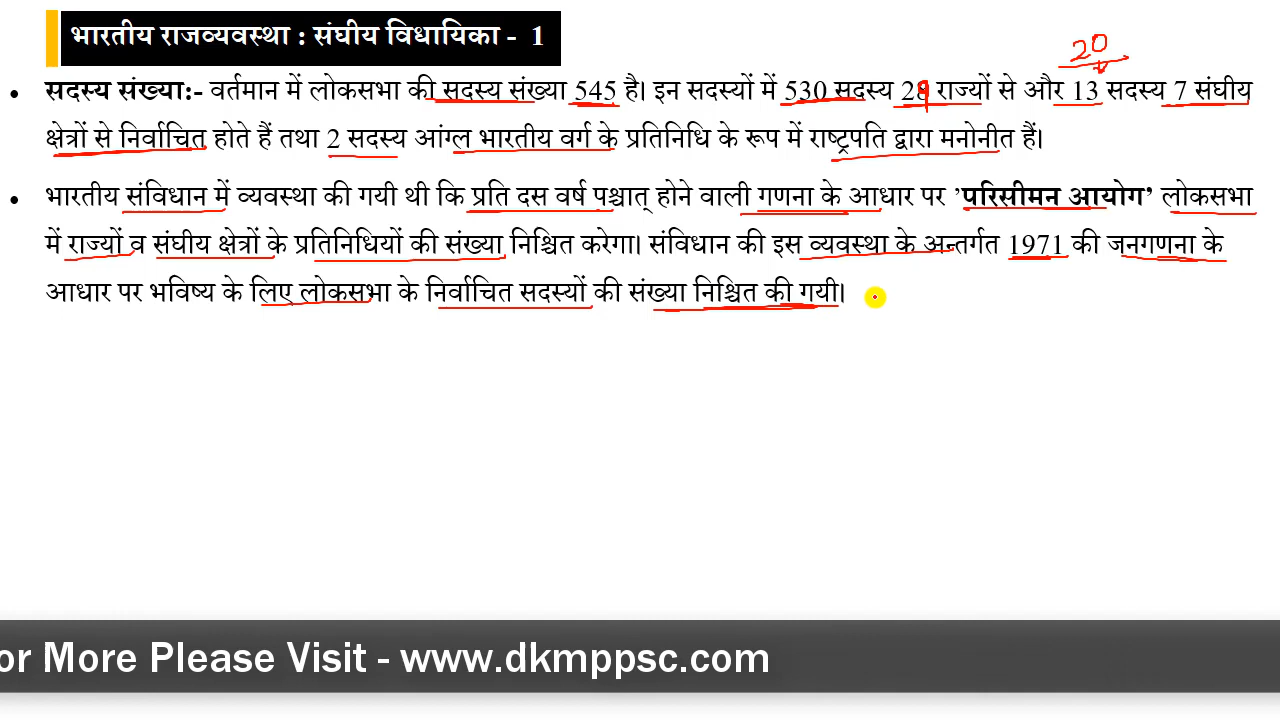 भारतीय राजव्यवस्था : संघीय विधायिका - 1
20
• सदस्य संख्या:- वर्तमान में लोकसभा की सदस्य संख्या 545 है। इन सदस्यों में 530 सदस्य 29 राज्यों से और 13 सदस्य 7 संघीय
क्षेत्रों से निर्वाचित होते हैं तथा 2 सदस्य आंग्ल भारतीय वर्ग के प्रतिनिधि के रूप में राष्ट्रपति द्वारा मनोनीत हैं।
• भारतीय संविधान में व्यवस्था की गयी थी कि प्रति दस वर्ष पश्चात् होने वाली गणना के आधार पर ’परिसीमन आयोग’ लोकसभा
में राज्यों व संघीय क्षेत्रों के प्रतिनिधियों की संख्या निश्चित करेगा। संविधान की इस व्यवस्था के अन्तर्गत 1971 की जनगणना के
आधार पर भविष्य के लिए लोकसभा के निर्वाचित सदस्यों की संख्या निश्चित की गयी।
or More Please Visit - www.dkmppsc.com